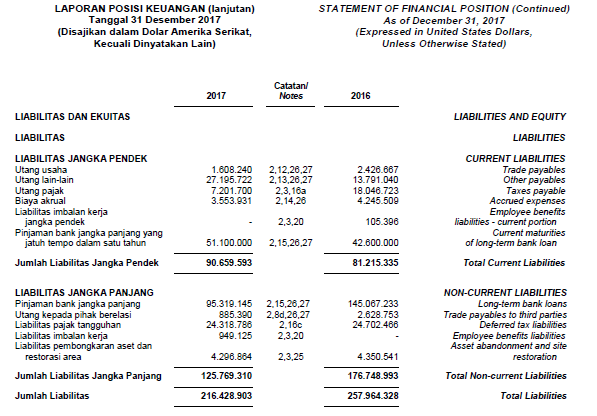 LAPORAN POSISI KEUANGAN (lanjutan) STATEMENT OF FINANCIAL POSITION (Continued)
Tanggal 31 Desember 2017 As of December 31, 2017
(Disajikan dalam Dolar Amerika Serikat, (Expressed in United States Dollars,
Kecuali Dinyatakan Lain) Unless Otherwise Stated)
Catatan/
2017 Notes 2016
LIABILITAS DAN EKUITAS LIABILITIES AND EQUITY
LIABILITAS LIABILITIES
LIABILITAS JANGKA PENDEK CURRENT LIABILITIES
Utang usaha 1.608.240 2,12,26,27 2.426.667 Trade payables
Utang lain-lain 27.195.722 2,13,26,27 13.791.040 Other payables
Utang pajak 7.201.700 2,3,16a 18.046.723 Taxes payable
Biaya akrual 3.553.931 2,14,26 4.245.509 Accrued expenses
Liabilitas imbalan kerja Employee benefits
jangka pendek - 2,3,20 105.396 liabilities - current portion
Pinjaman bank jangka panjang yang Current maturities
jatuh tempo dalam satu tahun 51.100.000 2,15,26,27 42.600.000 of long-term bank loan
Jumlah Liabilitas Jangka Pendek 90.659.593 81.215.335 Total Current Liabilities
LIABILITAS JANGKA PANJANG NON-CURRENT LIABILITIES
Pinjaman bank jangka panjang 95.319.145 2,15,26,27 145.067.233 Long-term bank loans
Utang kepada pihak berelasi 885.390 2,8d,26,27 2.628.753 Trade payables to third parties
Liabilitas pajak tangguhan 24.318.786 2,16c 24.702.466 Deferred tax liabilities
Liabilitas imbalan kerja 949.125 2,3,20 - Employee benefits liabilities
Liabilitas pembongkaran aset dan Asset abandonment and site
restorasi area 4.296.864 2,3,25 4.350.541 restoration
Jumlah Liabilitas Jangka Panjang 125.769.310 176.748.993 Total Non-current Liabilities
Jumlah Liabilitas 216.428.903 257.964.328 Total Liabilities